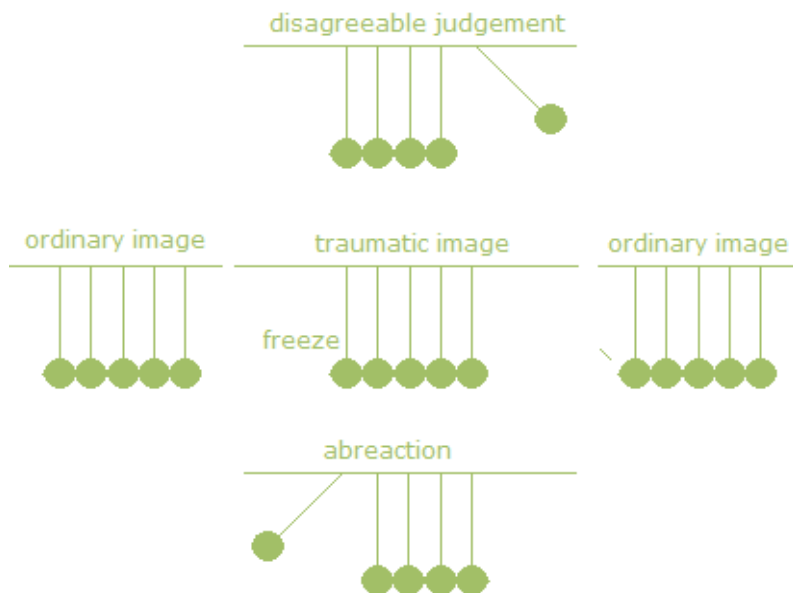 disagreeable judgement
ordinary image
traumatic image
ordinary image
freeze
abreaction